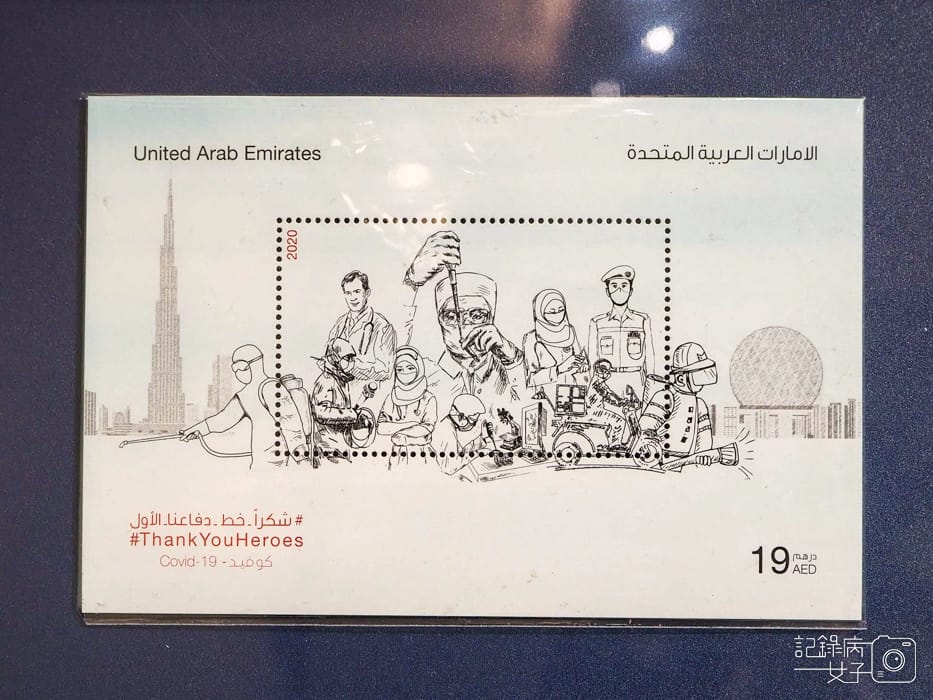 United Arab Emirates
الامارات العربية المتحدة
2020
# شكراً_خط_دفاعنا_الأول
#ThankYouHeroes
Covid-19 - كوفيد
19
درهم
AED
記錄病
女子